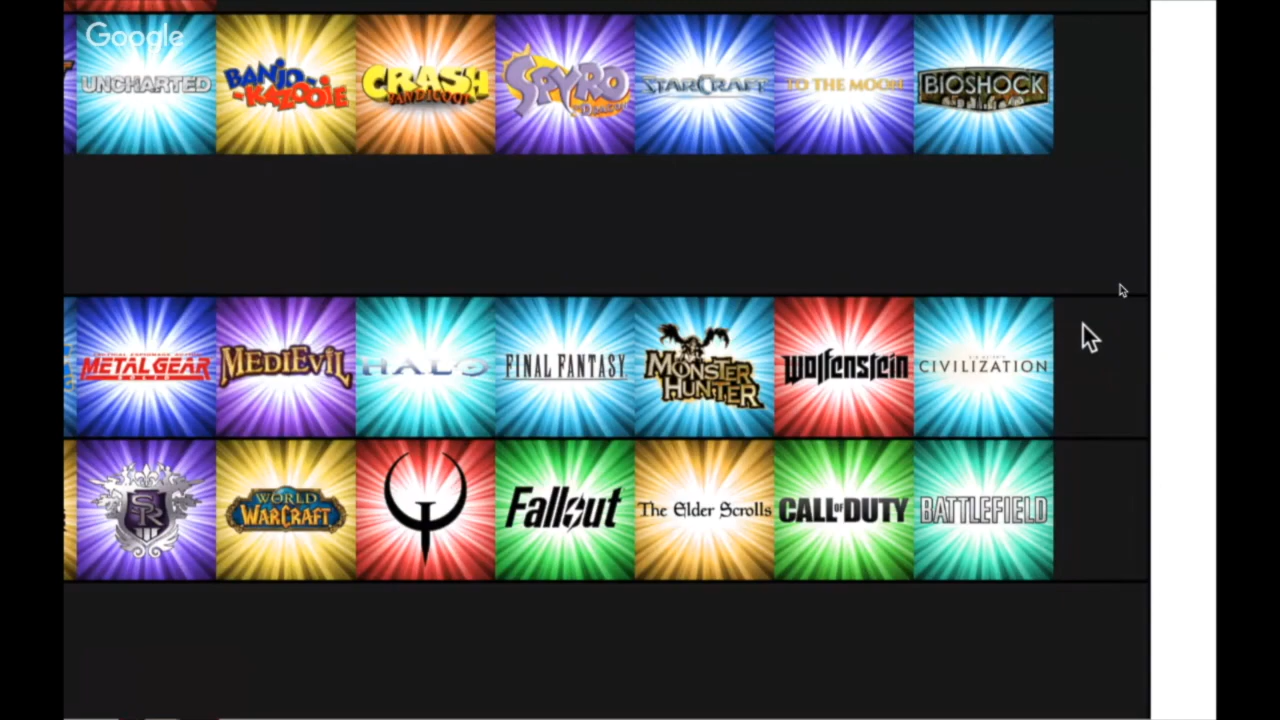 Google
UNCHARTED
BANJO-KAZOOIE
CRASH BANDICOOT
SPYRO
STARCRAFT
TO THE MOON
BIOSHOCK
METAL GEAR
MEDIEVIL
HALO
FINAL FANTASY
MONSTER HUNTER
Wolfenstein
CIVILIZATION
SR
WORLD WARCRAFT
Fallout
The Elder Scrolls
CALL OF DUTY
BATTLEFIELD